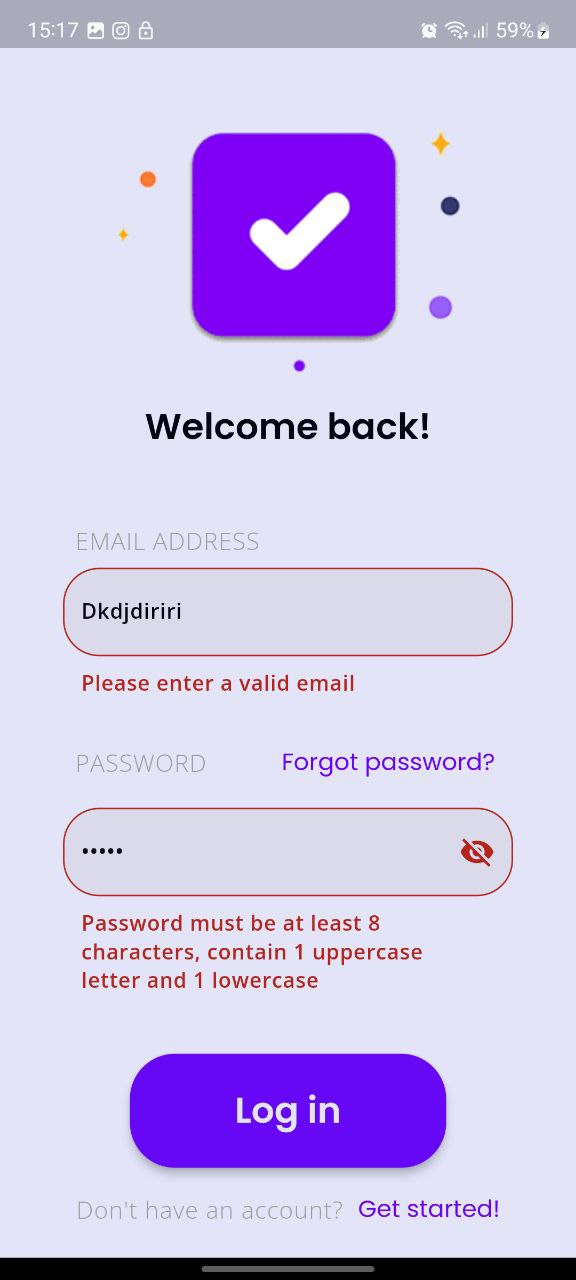 15:17 59%
Welcome back!
EMAIL ADDRESS
Dkdjdiriri
Please enter a valid email
PASSWORD Forgot password?
•••••
Password must be at least 8
characters, contain 1 uppercase
letter and 1 lowercase
Log in
Don't have an account? Get started!